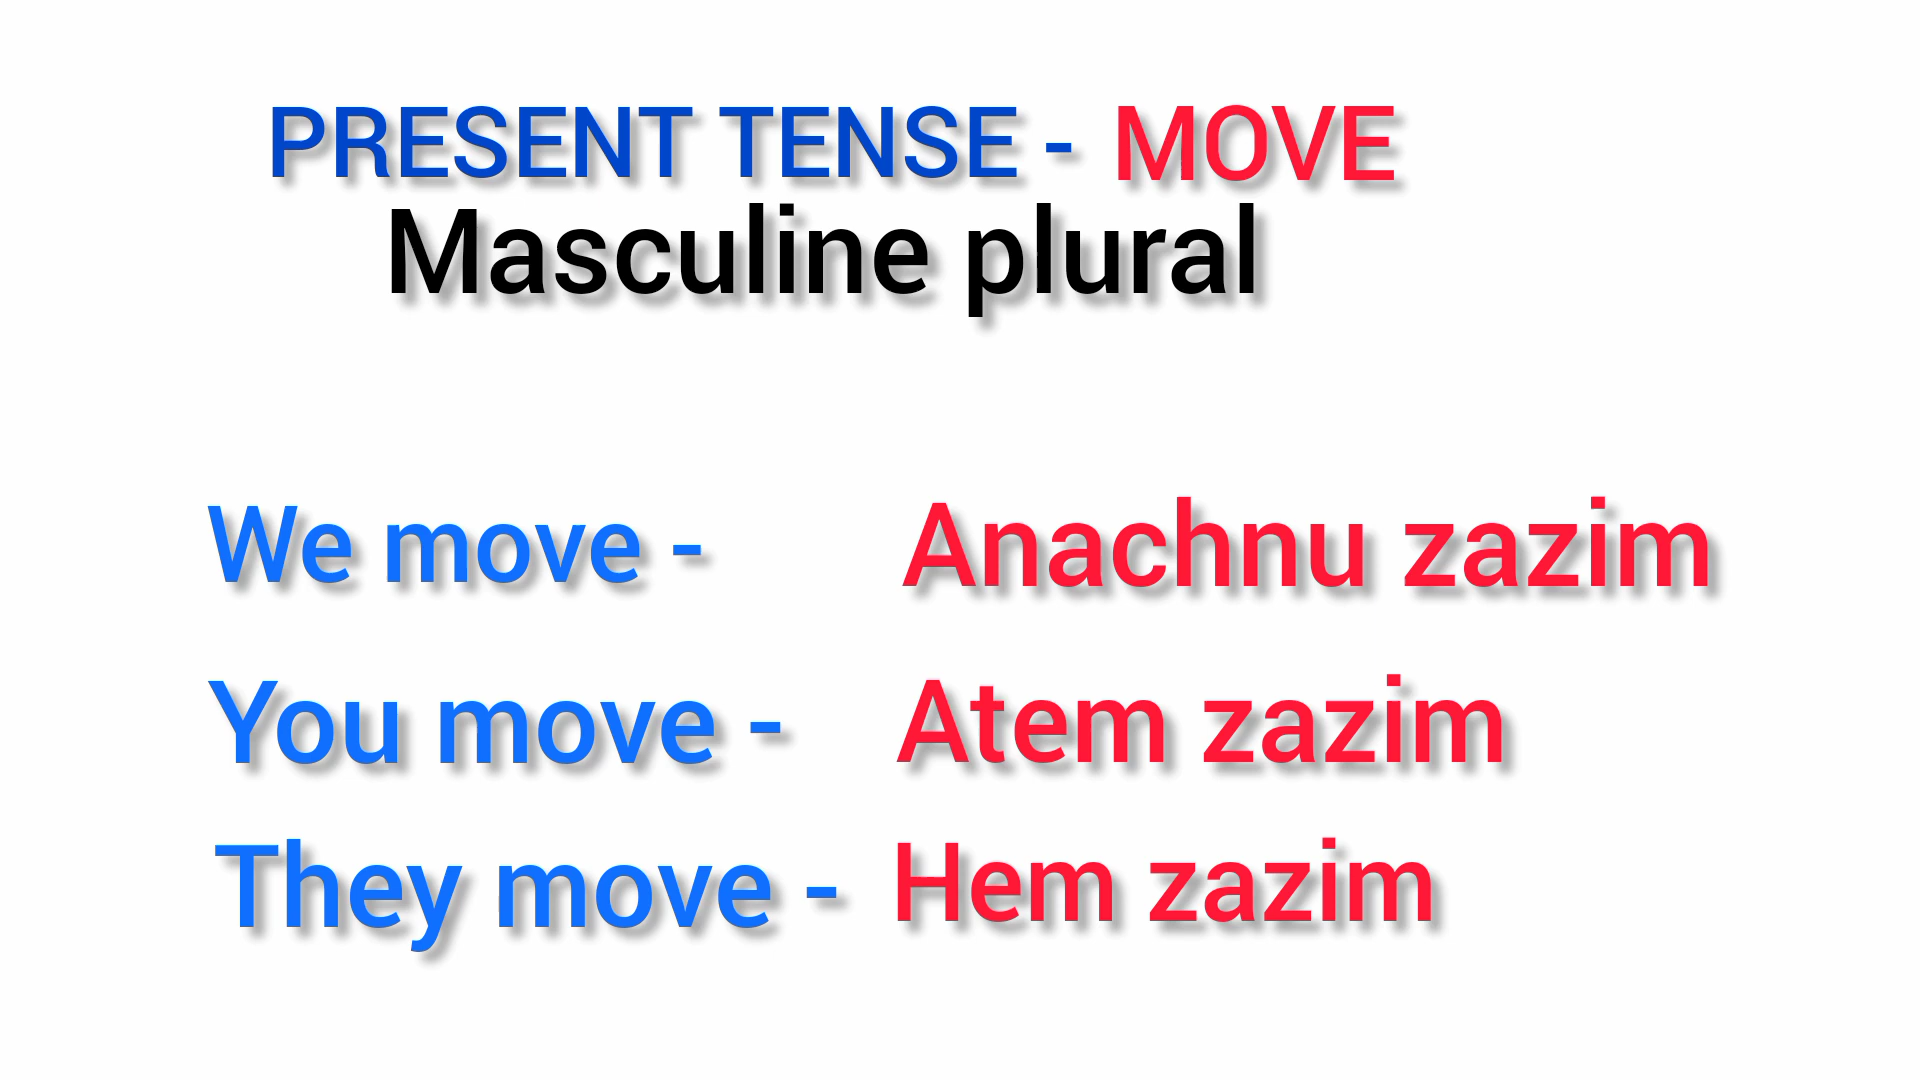 PRESENT TENSE - MOVE
Masculine plural
We move - Anachnu zazim
You move - Atem zazim
They move - Hem zazim